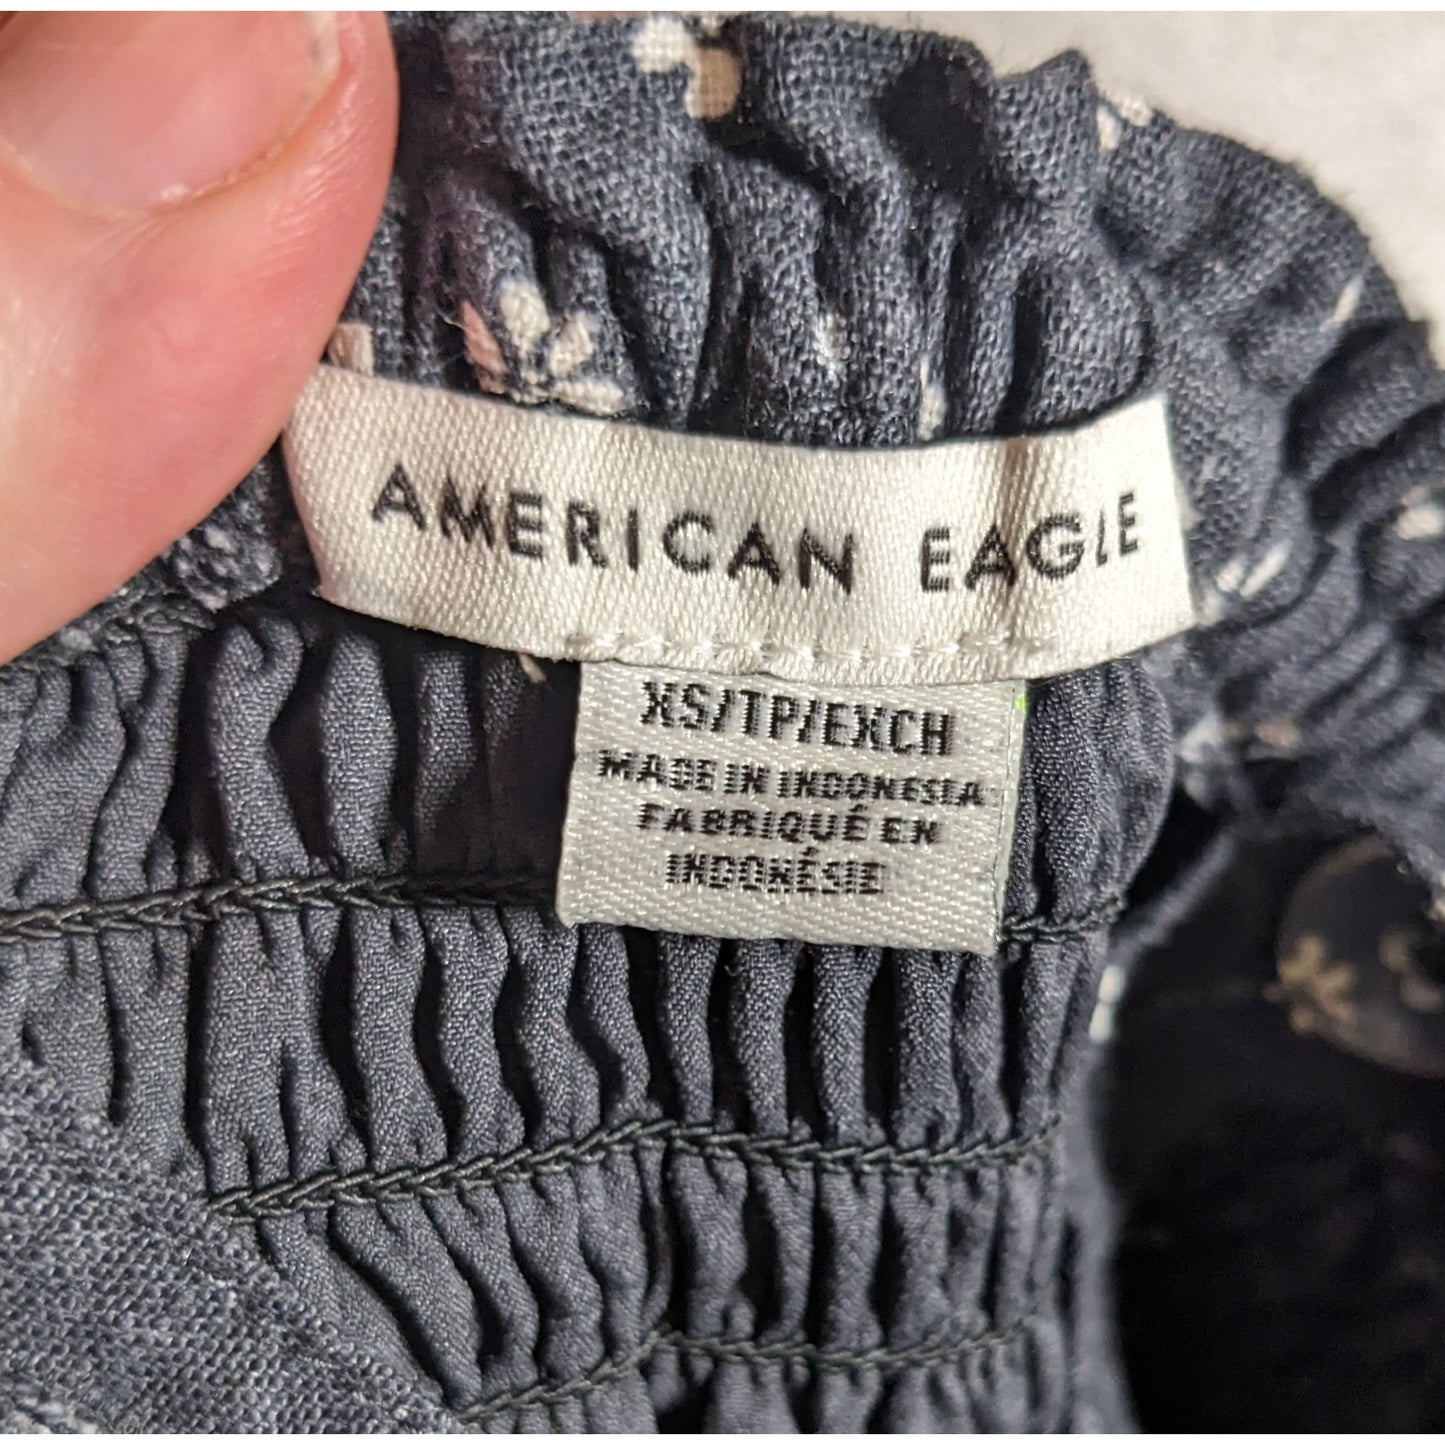 AMERICAN EAGLE
XS/TP/EXCH
MADE IN INDONESIA
FABRIQUÉ EN
INDONÉSIE